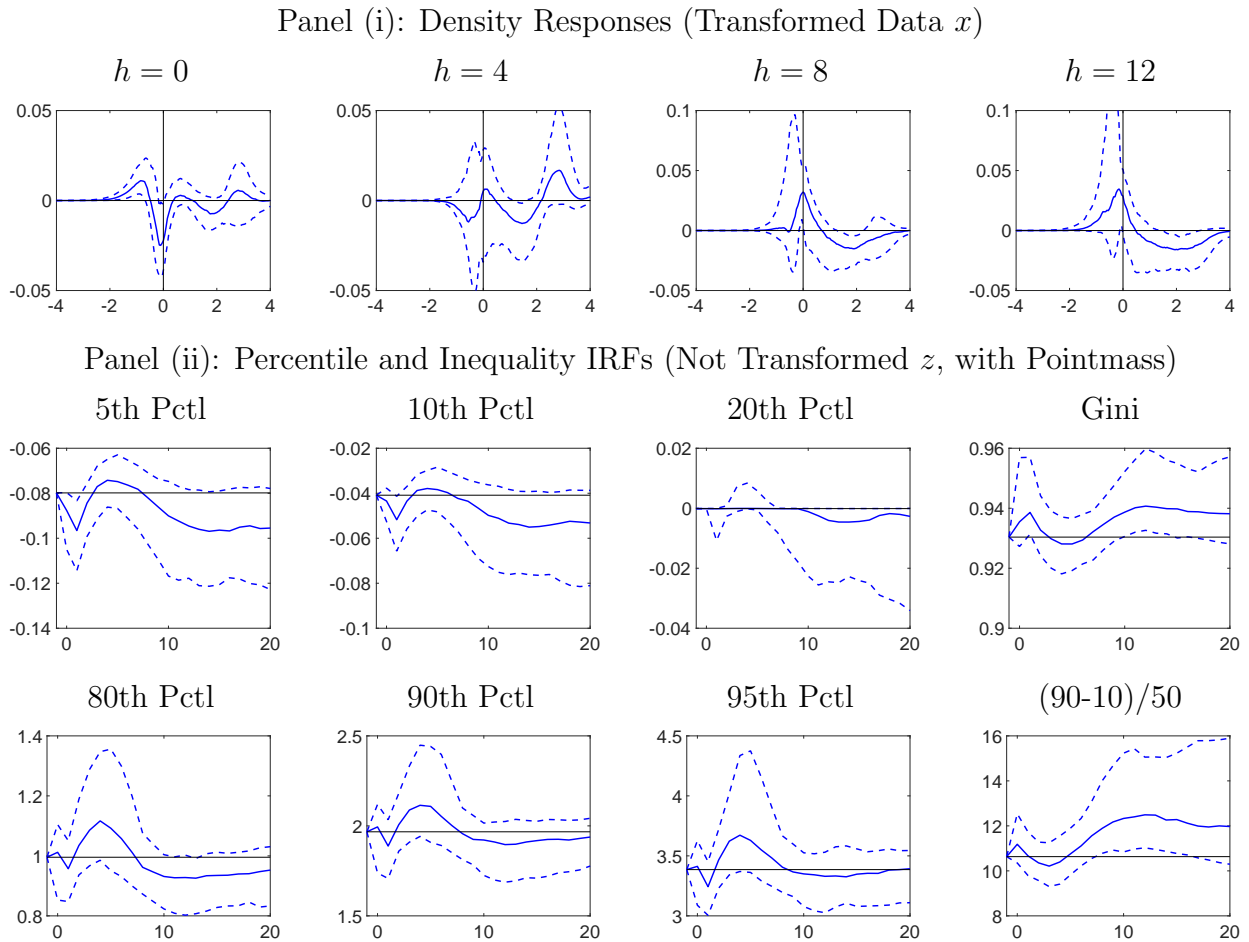 Panel (i): Density Responses (Transformed Data x)
h = 0 h = 4 h = 8 h = 12
0.05 0.05 0.1 0.1
0.05 0.05
0 0
0 0
-0.05 -0.05 -0.05 -0.05
-4 -2 0 2 4 -4 -2 0 2 4 -4 -2 0 2 4 -4 -2 0 2 4
Panel (ii): Percentile and Inequality IRFs (Not Transformed z, with Pointmass)
5th Pctl 10th Pctl 20th Pctl Gini
-0.06 -0.02 0.02 0.96
-0.08 -0.04 0 0.94
-0.1 -0.06
-0.12 -0.08 -0.02 0.92
-0.14 -0.1 -0.04 0.9
0 10 20 0 10 20 0 10 20 0 10 20
80th Pctl 90th Pctl 95th Pctl (90-10)/50
1.4 2.5 4.5 16
1.2 4 14
2 12
1 3.5 10
0.8 1.5 3 8
0 10 20 0 10 20 0 10 20 0 10 20